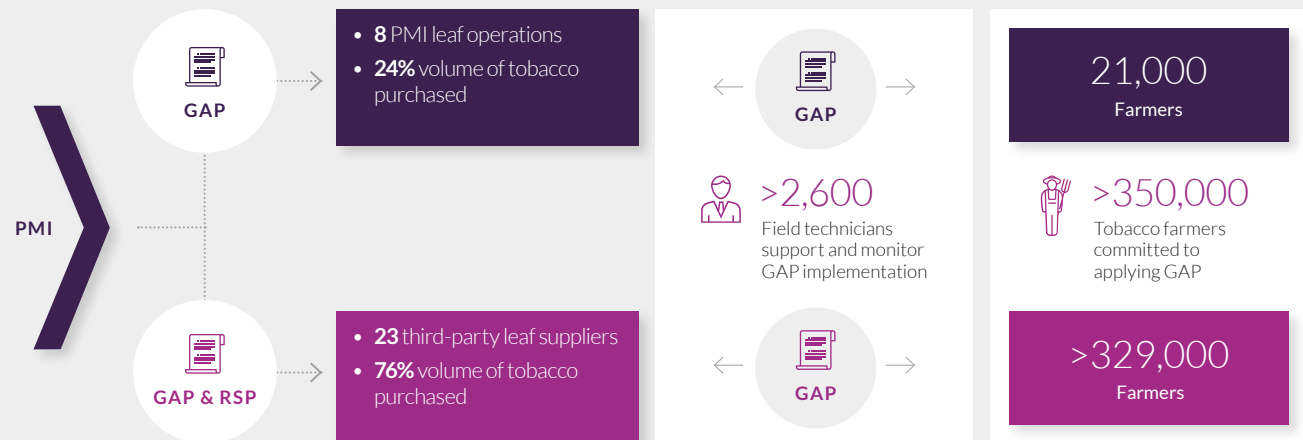 PMI
GAP
• 8 PMI leaf operations
• 24% volume of tobacco
purchased
GAP & RSP
• 23 third-party leaf suppliers
• 76% volume of tobacco
purchased
GAP
>2,600
Field technicians
support and monitor
GAP implementation
GAP
21,000
Farmers
>350,000
Tobacco farmers
committed to
applying GAP
>329,000
Farmers